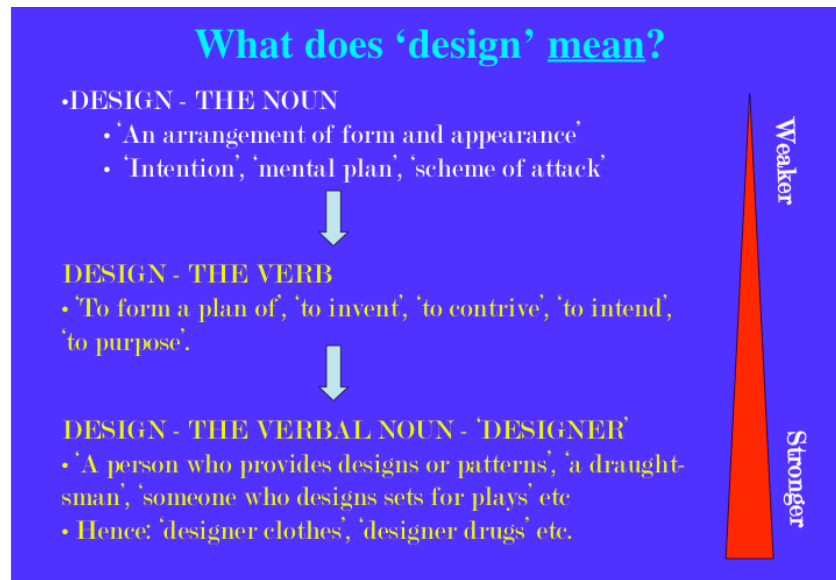 What does ‘design’ mean?
•DESIGN - THE NOUN
• ‘An arrangement of form and appearance’
• ‘Intention’, ‘mental plan’, ‘scheme of attack’
DESIGN - THE VERB
• ‘To form a plan of’, ‘to invent’, ‘to contrive’, ‘to intend’,
‘to purpose’.
DESIGN - THE VERBAL NOUN - ‘DESIGNER’
• ‘A person who provides designs or patterns’, ‘a draught-
sman’, ‘someone who designs sets for plays’ etc
• Hence: ‘designer clothes’, ‘designer drugs’ etc.
Weaker
Stronger